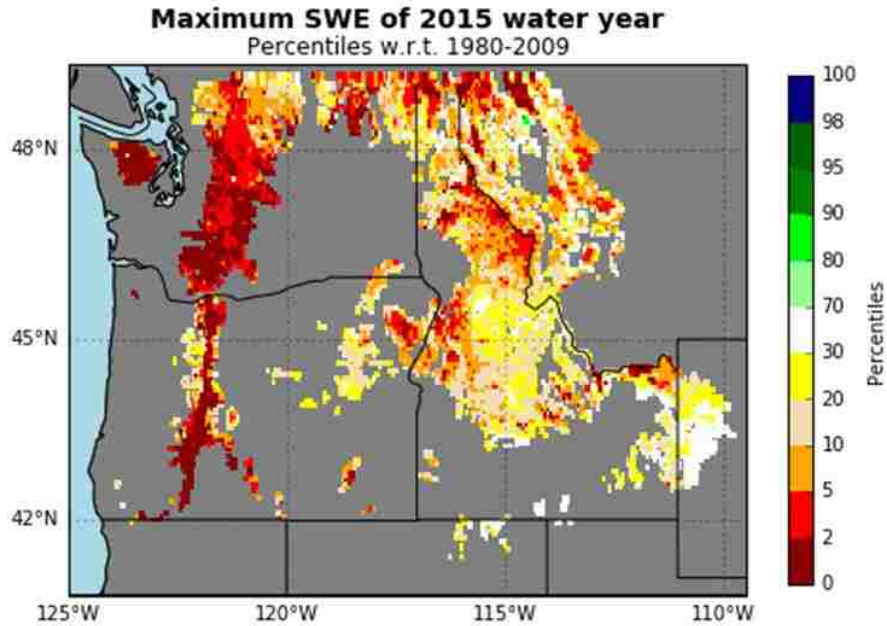 Maximum SWE of 2015 water year
Percentiles w.r.t. 1980-2009
48°N
45°N
42°N
125°W
120°W
115°W
110°W
100
98
95
90
80
70
30
20
10
5
2
0
Percentiles